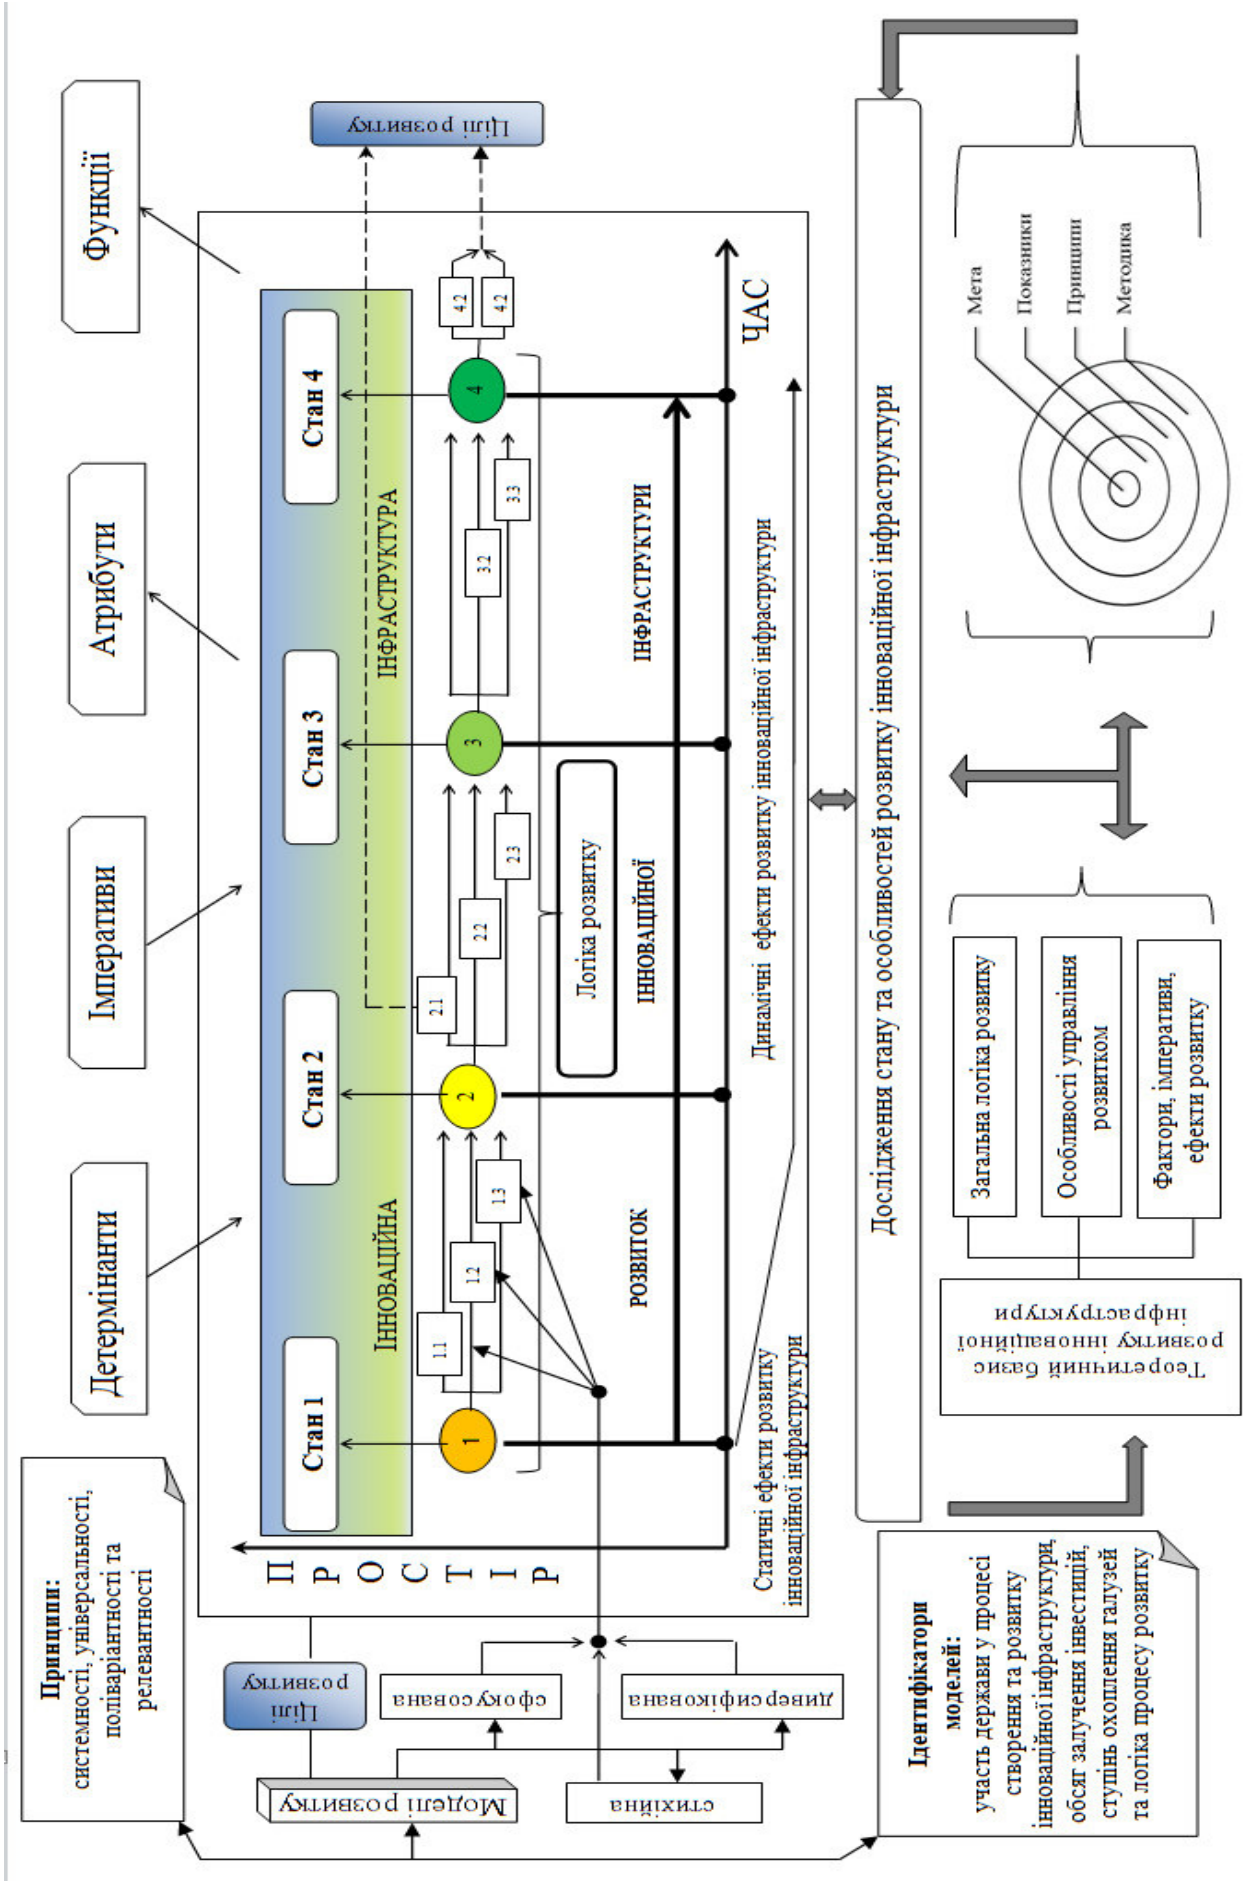 Принципи:
системності, універсальності,
поліваріантності та
релевантності
Детермінанти
Імперативи
Атрибути
Функції
Цілі
розвитку
Моделі розвитку
сфокусована
стихійна
диверсифікована
П
Р
О
С
Т
І
Р
Стан 1
Стан 2
Стан 3
Стан 4
ІННОВАЦІЙНА
ІНФРАСТРУКТУРА
1
1.1
1.2
1.3
2
2.1
2.2
2.3
3
3.2
3.3
4
4.2
4.2
Цілі розвитку
Логіка розвитку
РОЗВИТОК
ІННОВАЦІЙНОЇ
ІНФРАСТРУКТУРИ
ЧАС
Статичні ефекти розвитку
інноваційної інфраструктури
Динамічні ефекти розвитку інноваційної інфраструктури
Дослідження стану та особливостей розвитку інноваційної інфраструктури
Ідентифікатори
моделей:
участь держави у процесі
створення та розвитку
інноваційної інфраструктури,
обсяг залучення інвестицій,
ступінь охоплення галузей
та логіка процесу розвитку
Теоретичний базис
розвитку інноваційної
інфраструктури
Загальна логіка розвитку
Особливості управління
розвитком
Фактори, імперативи,
ефекти розвитку
Мета
Показники
Принципи
Методика